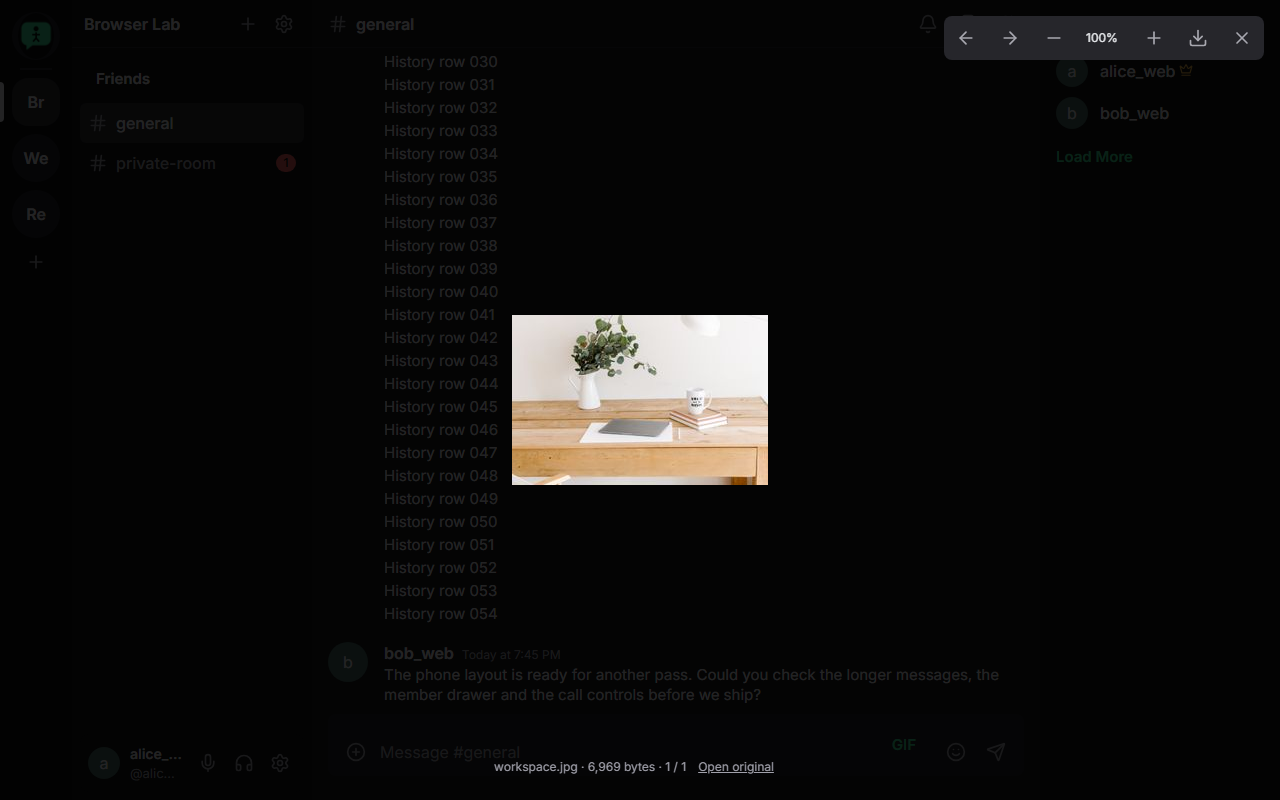 Browser Lab
# general
100%
Br
We
Re
Friends
# general
# private-room
1
History row 030
History row 031
History row 032
History row 033
History row 034
History row 035
History row 036
History row 037
History row 038
History row 039
History row 040
History row 041
History row 042
History row 043
History row 044
History row 045
History row 046
History row 047
History row 048
History row 049
History row 050
History row 051
History row 052
History row 053
History row 054
b
bob_web Today at 7:45 PM
The phone layout is ready for another pass. Could you check the longer messages, the
member drawer and the call controls before we ship?
a alice_web
b bob_web
Load More
a
alice_...
@alic...
Message #general
GIF
workspace.jpg · 6,969 bytes · 1 / 1 Open original